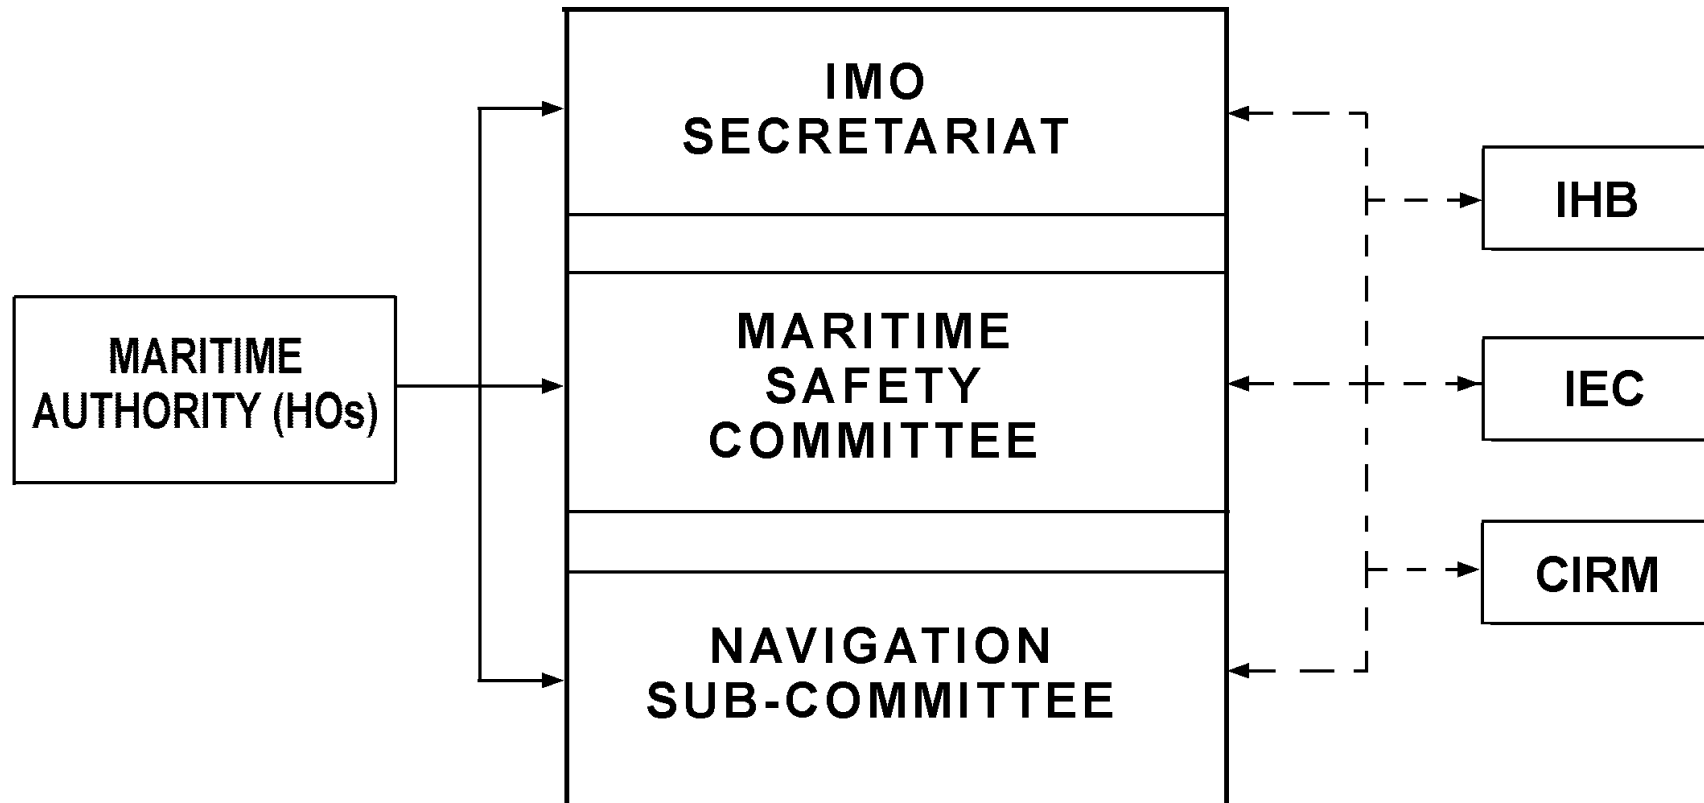 IMO
SECRETARIAT
IHB
MARITIME
AUTHORITY (HOs)
MARITIME
SAFETY
COMMITTEE
IEC
CIRM
NAVIGATION
SUB-COMMITTEE